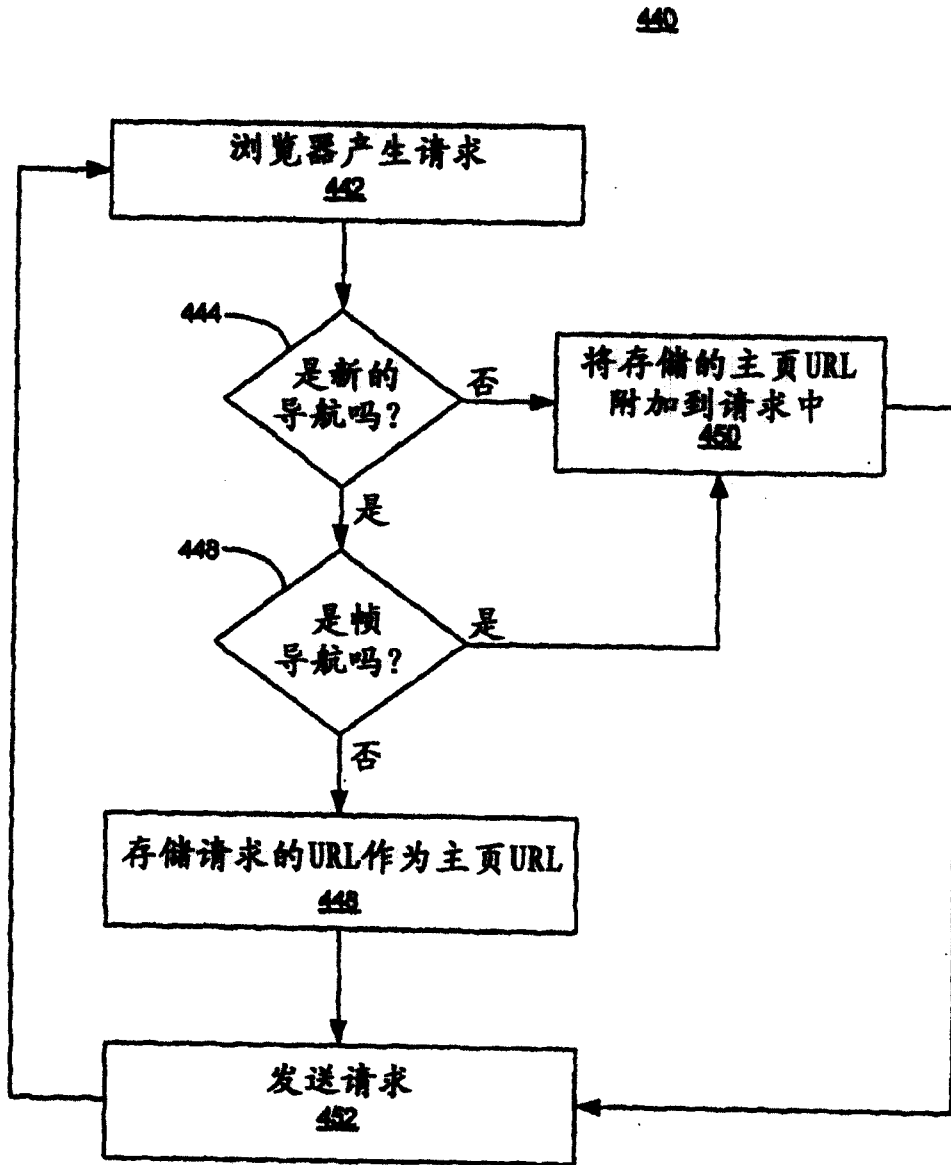 440
浏览器产生请求
442
444
是新的
导航吗?
否
将存储的主页URL
附加到请求中
450
是
448
是帧
导航吗?
是
否
存储请求的URL作为主页URL
448
发送请求
452